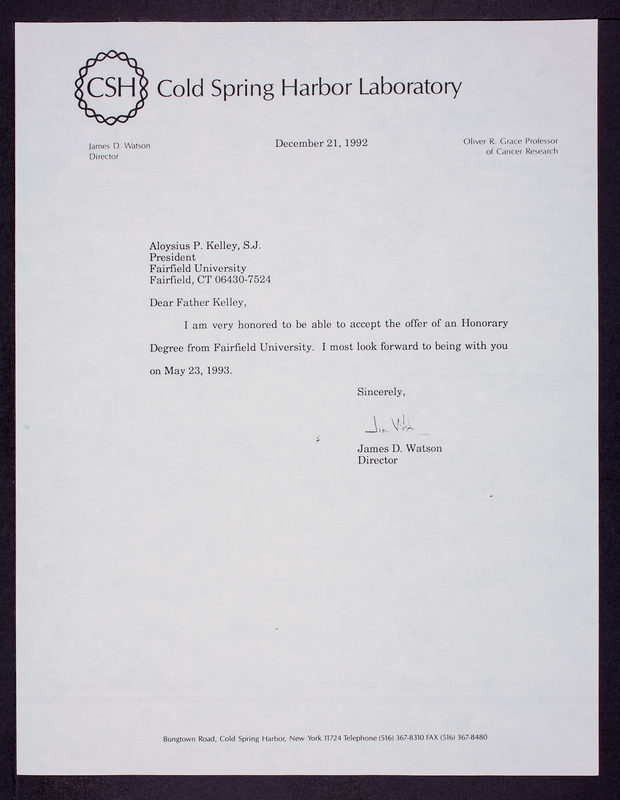 CSH Cold Spring Harbor Laboratory
James D. Watson
Director
December 21, 1992
Oliver R. Grace Professor
of Cancer Research
Aloysius P. Kelley, S.J.
President
Fairfield University
Fairfield, CT 06430-7524
Dear Father Kelley,
I am very honored to be able to accept the offer of an Honorary
Degree from Fairfield University. I most look forward to being with you
on May 23, 1993.
Sincerely,
James D. Watson
Director
Bungtown Road, Cold Spring Harbor, New York 11724 Telephone (516) 367-8310 FAX (516) 367-8480